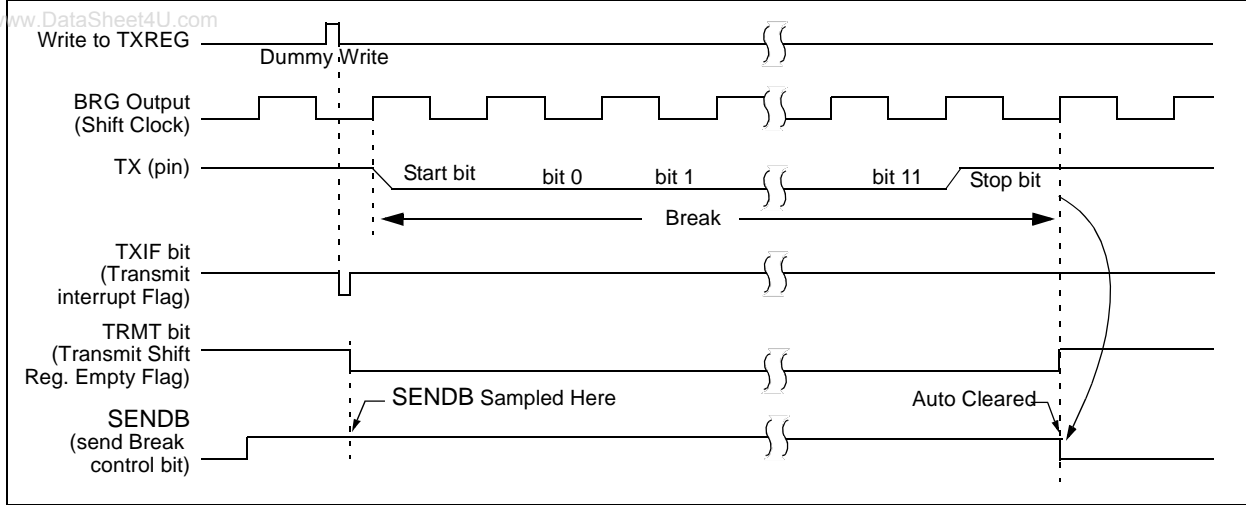 www.DataSheet4U.com
Write to TXREG
Dummy Write
BRG Output
(Shift Clock)
TX (pin)
Start bit
bit 0
bit 1
bit 11
Stop bit
Break
TXIF bit
(Transmit
interrupt Flag)
TRMT bit
(Transmit Shift
Reg. Empty Flag)
SENDB Sampled Here
Auto Cleared
SENDB
(send Break
control bit)